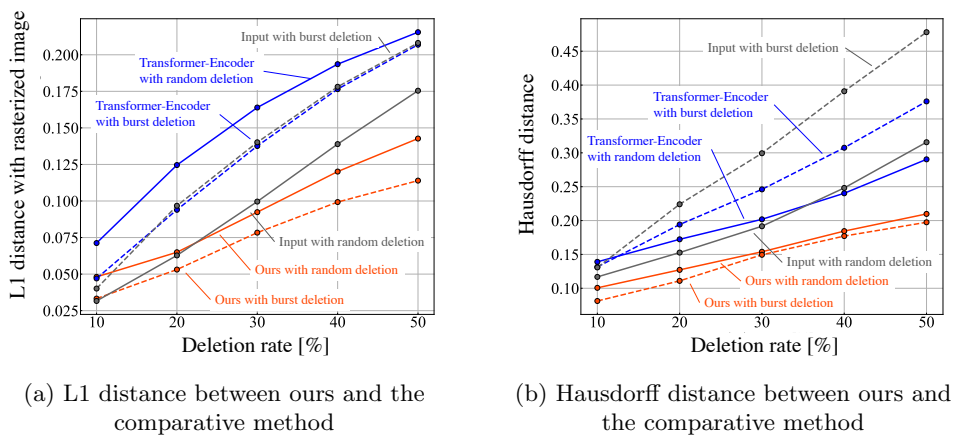 L1 distance with rasterized image
0.200
0.175
0.150
0.125
0.100
0.075
0.050
0.025
10
20
30
40
50
Deletion rate [%]
Input with burst deletion
Transformer-Encoder
with random deletion
Transformer-Encoder
with burst deletion
Input with random deletion
Ours with random deletion
Ours with burst deletion
(a) L1 distance between ours and the
comparative method
Hausdorff distance
0.45
0.40
0.35
0.30
0.25
0.20
0.15
0.10
10
20
30
40
50
Deletion rate [%]
Input with burst deletion
Transformer-Encoder
with burst deletion
Transformer-Encoder
with random deletion
Input with random deletion
Ours with random deletion
Ours with burst deletion
(b) Hausdorff distance between ours and
the comparative method